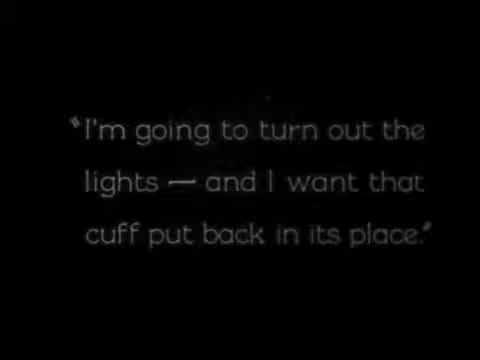 "I'm going to turn out the
lights — and I want that
cuff put back in its place."